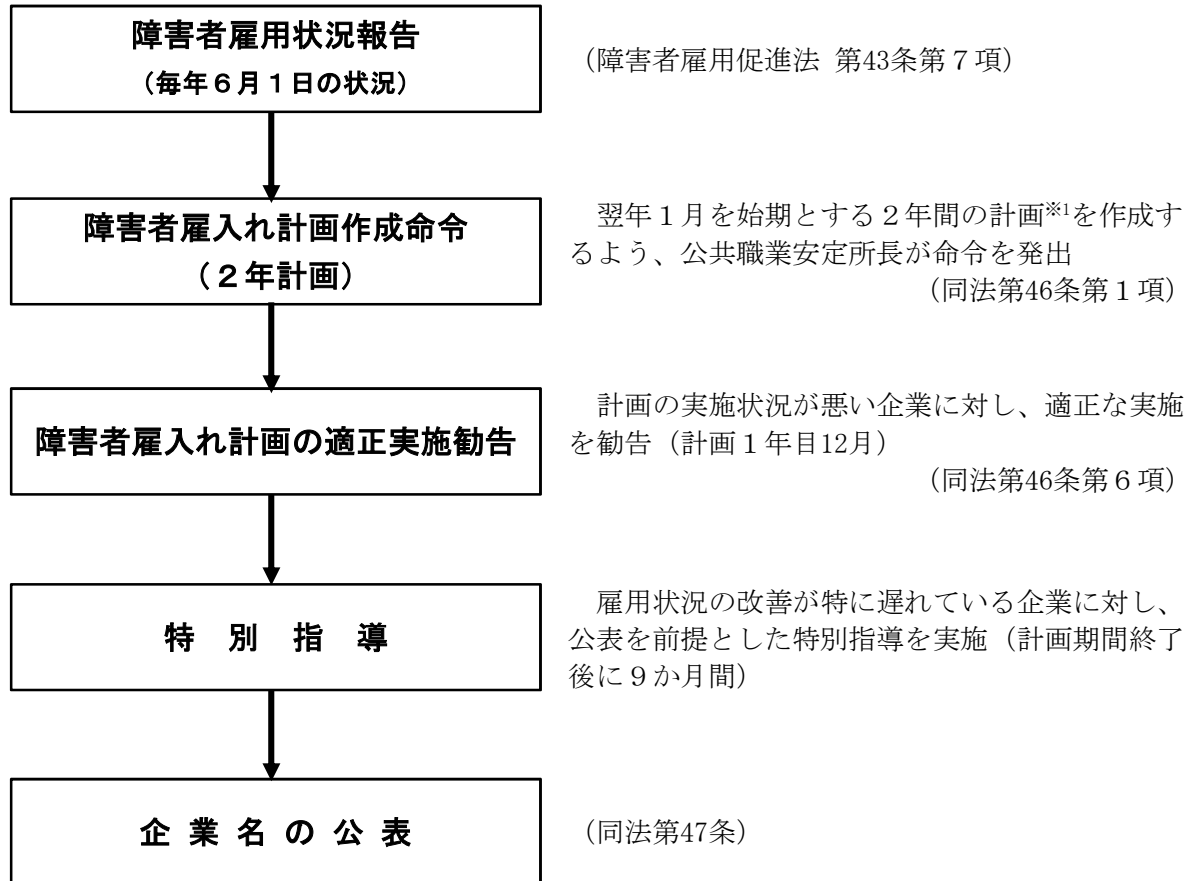 障害者雇用状況報告
（毎年６月１日の状況）
（障害者雇用促進法 第43条第７項）
障害者雇入れ計画作成命令
（２年計画）
翌年１月を始期とする２年間の計画※1を作成す
るよう、公共職業安定所長が命令を発出
（同法第46条第１項）
障害者雇入れ計画の適正実施勧告
計画の実施状況が悪い企業に対し、適正な実施
を勧告（計画１年目12月）
（同法第46条第６項）
特 別 指 導
雇用状況の改善が特に遅れている企業に対し、
公表を前提とした特別指導を実施（計画期間終了
後に９か月間）
企 業 名 の 公 表
（同法第47条）